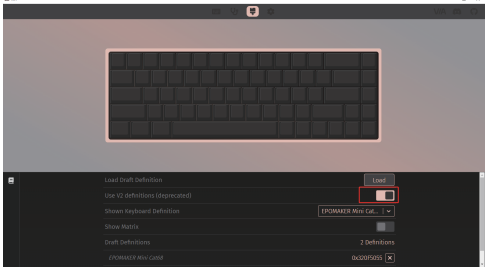 Load Draft Definition
Load
Use V2 definitions (deprecated)
Shown Keyboard Definition
EPOMAKER Mini Cat...
Show Matrix
Draft Definitions
2 Definitions
EPOMAKER Mini Cat64
0x320F5055